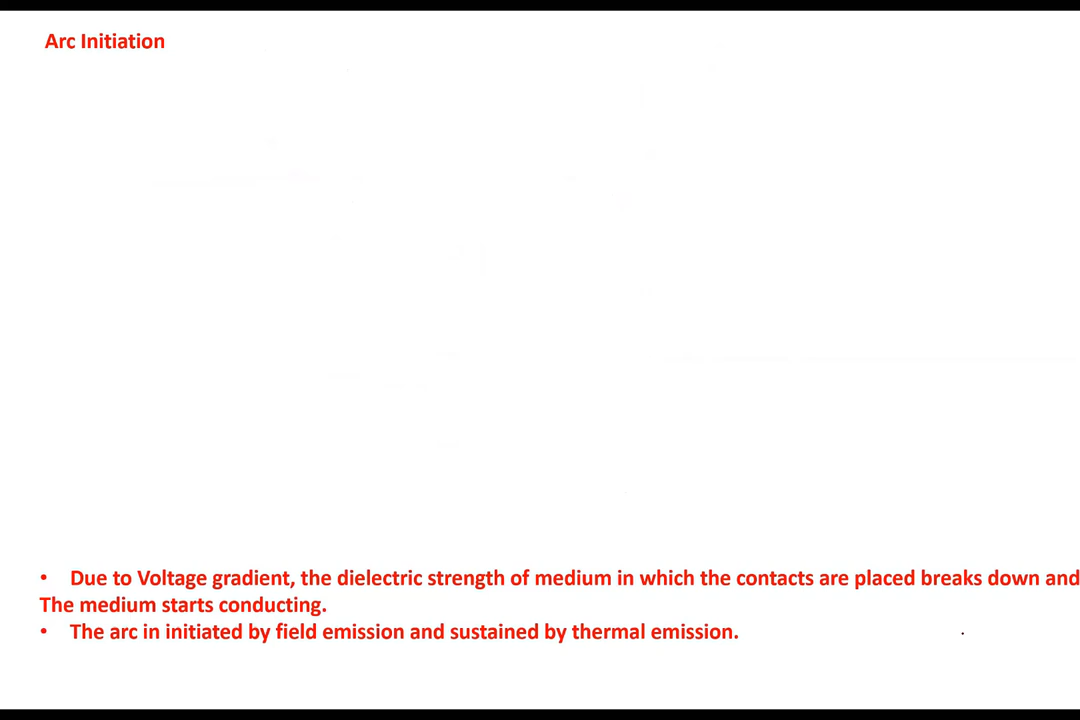 Arc Initiation
• Due to Voltage gradient, the dielectric strength of medium in which the contacts are placed breaks down and
The medium starts conducting.
• The arc in initiated by field emission and sustained by thermal emission.